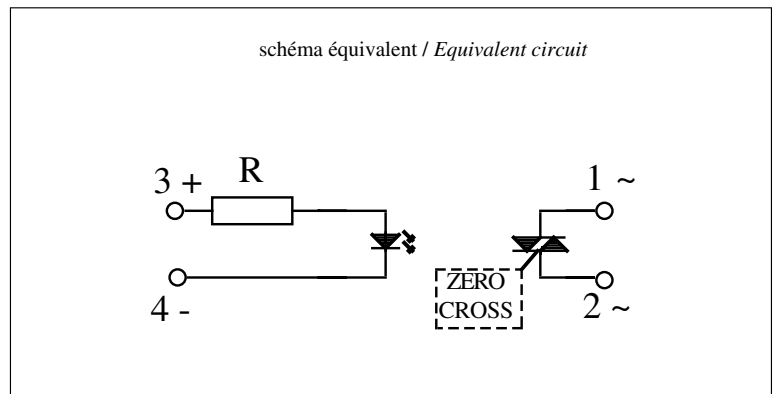 schéma équivalent / Equivalent circuit
3 +
R
1 ~
ZERO
CROSS
4 -
2 ~